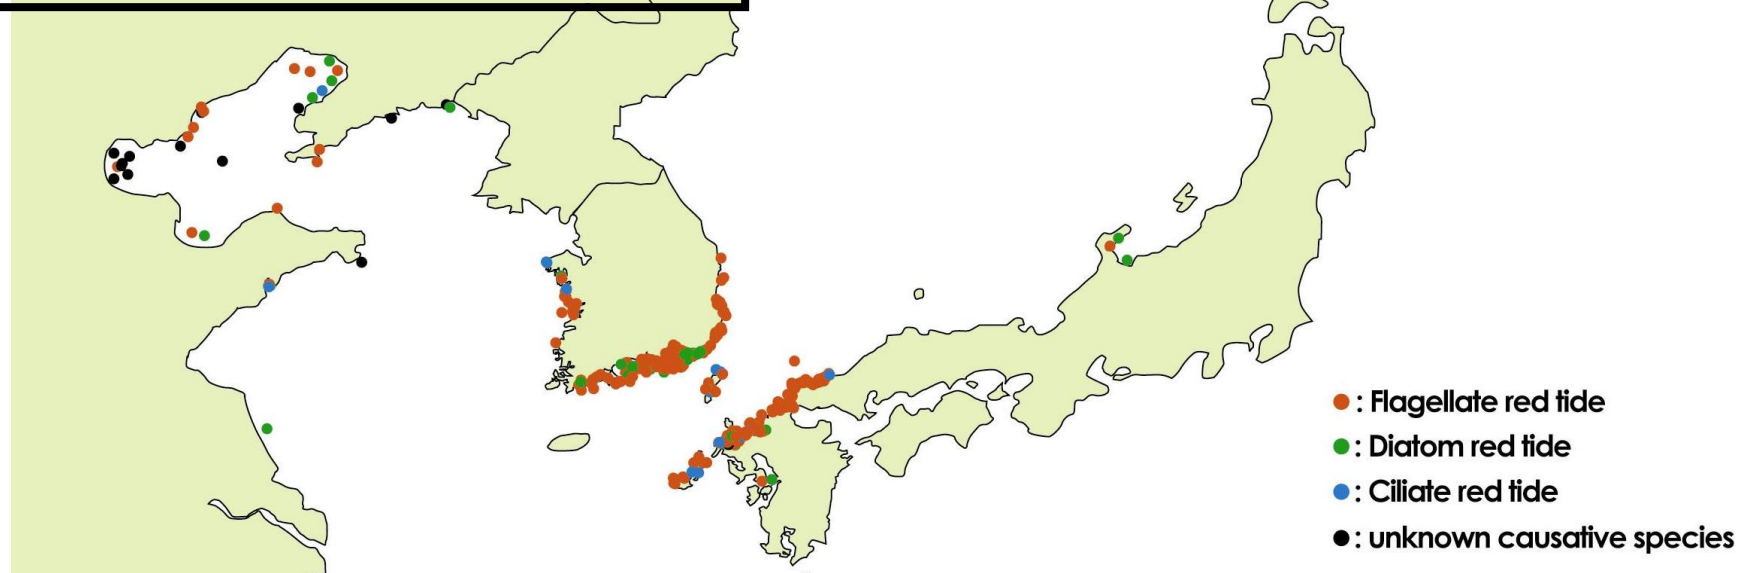 : Flagellate red tide
: Diatom red tide
: Ciliate red tide
: unknown causative species